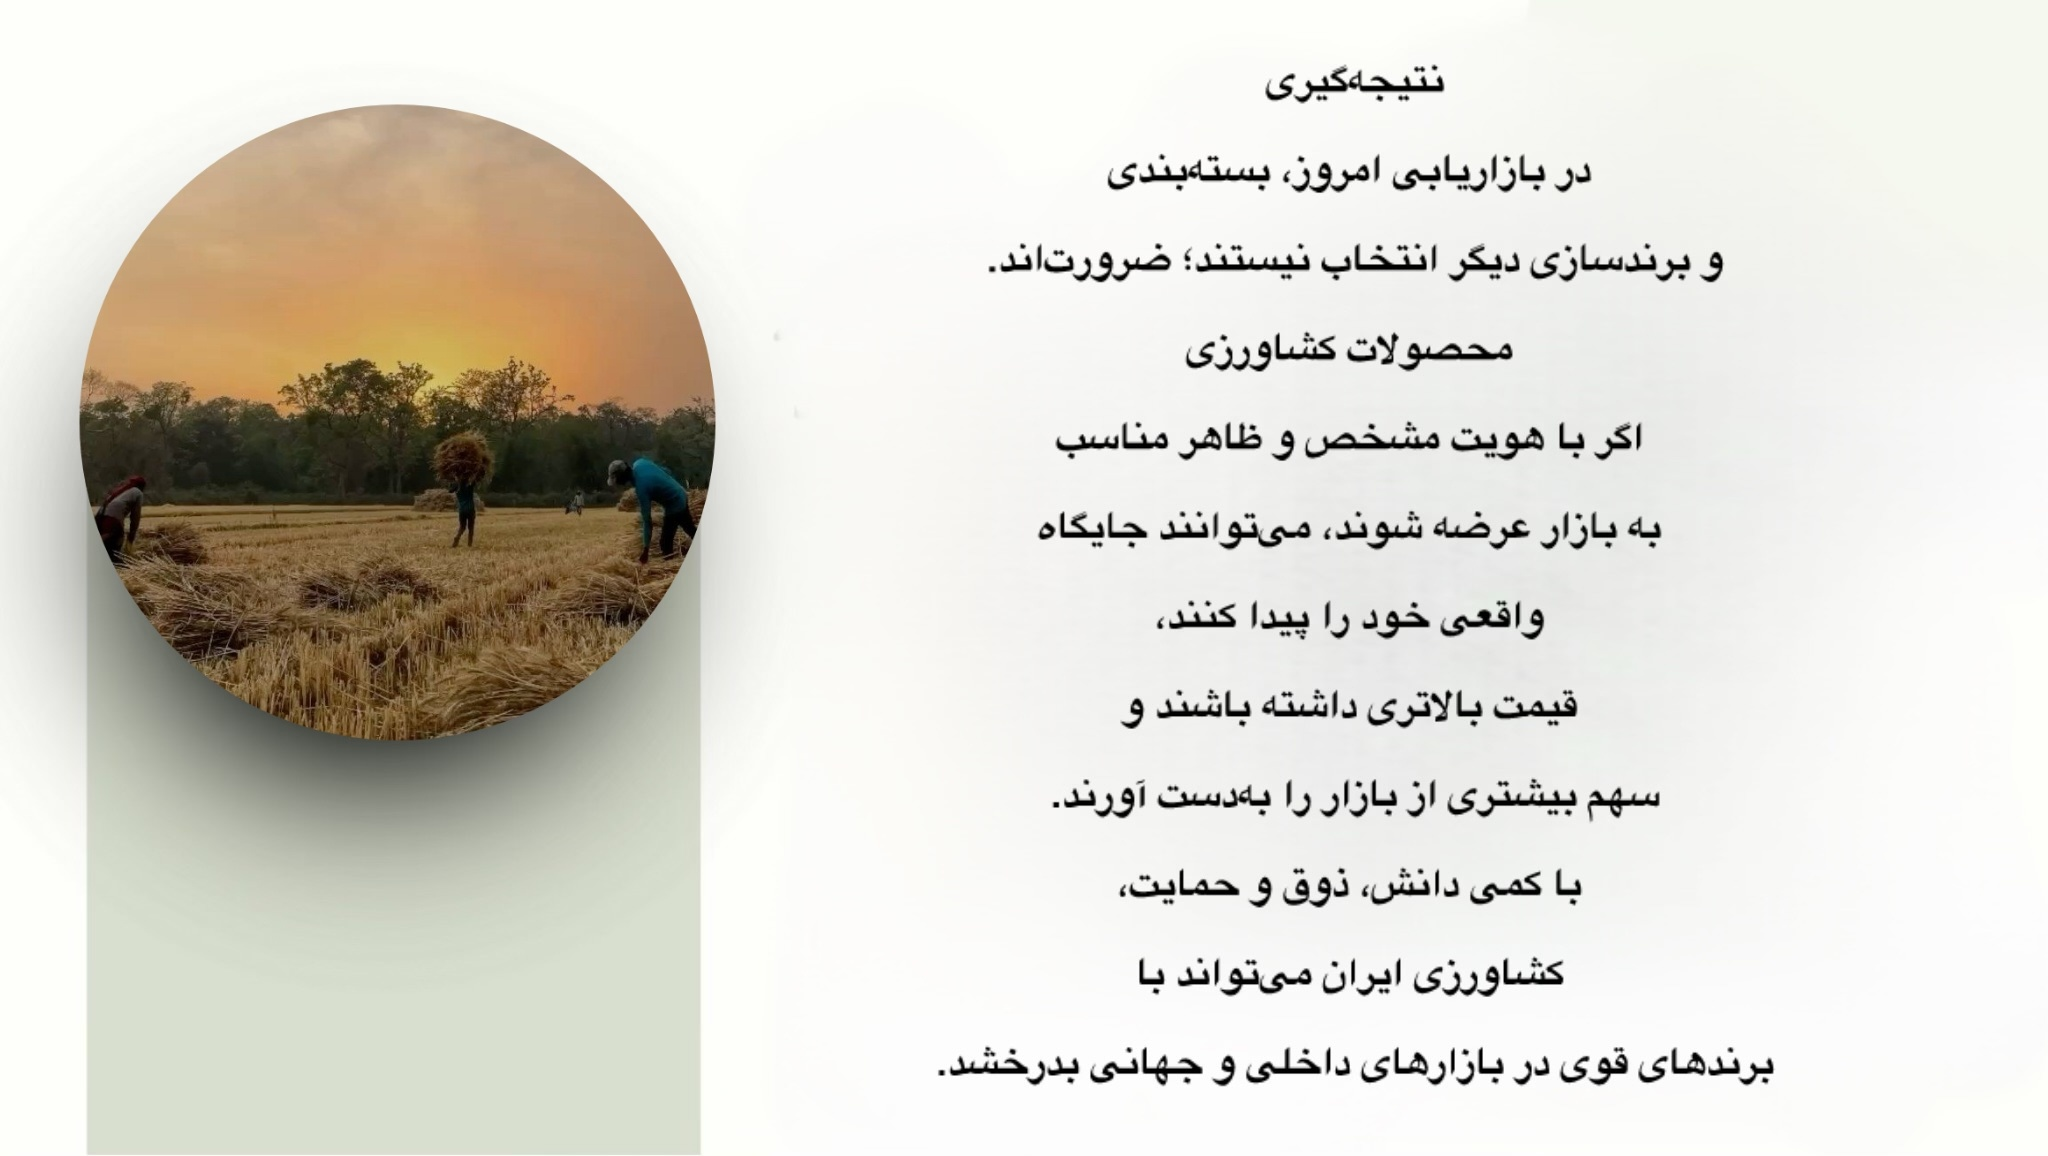 نتیجه‌گیری
در بازاریابی امروز، بسته‌بندی
و برندسازی دیگر انتخاب نیستند؛ ضرورت‌اند.
محصولات کشاورزی
اگر با هویت مشخص و ظاهر مناسب
به بازار عرضه شوند، می‌توانند جایگاه
واقعی خود را پیدا کنند،
قیمت بالاتری داشته باشند و
سهم بیشتری از بازار را به‌دست آورند.
با کمی دانش، ذوق و حمایت،
کشاورزی ایران می‌تواند با
برندهای قوی در بازارهای داخلی و جهانی بدرخشد.